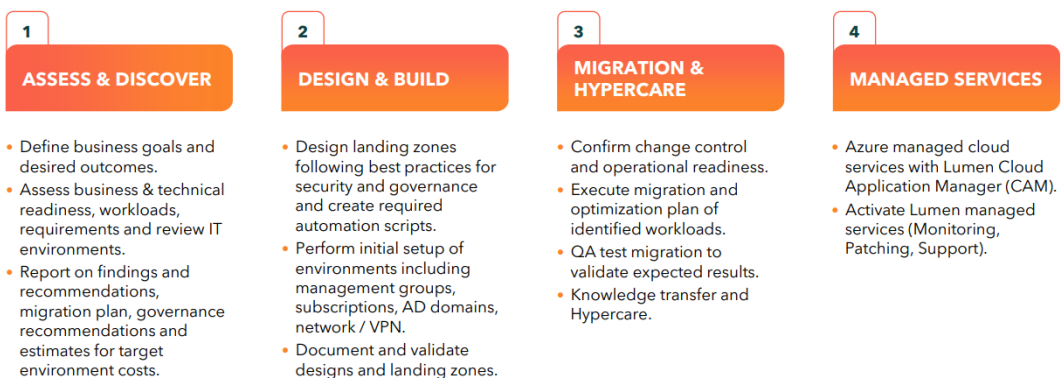 1
ASSESS & DISCOVER
• Define business goals and
desired outcomes.
• Assess business & technical
readiness, workloads,
requirements and review IT
environments.
• Report on findings and
recommendations,
migration plan, governance
recommendations and
estimates for target
environment costs.
2
DESIGN & BUILD
• Design landing zones
following best practices for
security and governance
and create required
automation scripts.
• Perform initial setup of
environments including
management groups,
subscriptions, AD domains,
network / VPN.
• Document and validate
designs and landing zones.
3
MIGRATION &
HYPERCARE
• Confirm change control
and operational readiness.
• Execute migration and
optimization plan of
identified workloads.
• QA test migration to
validate expected results.
• Knowledge transfer and
Hypercare.
4
MANAGED SERVICES
• Azure managed cloud
services with Lumen Cloud
Application Manager (CAM).
• Activate Lumen managed
services (Monitoring,
Patching, Support).